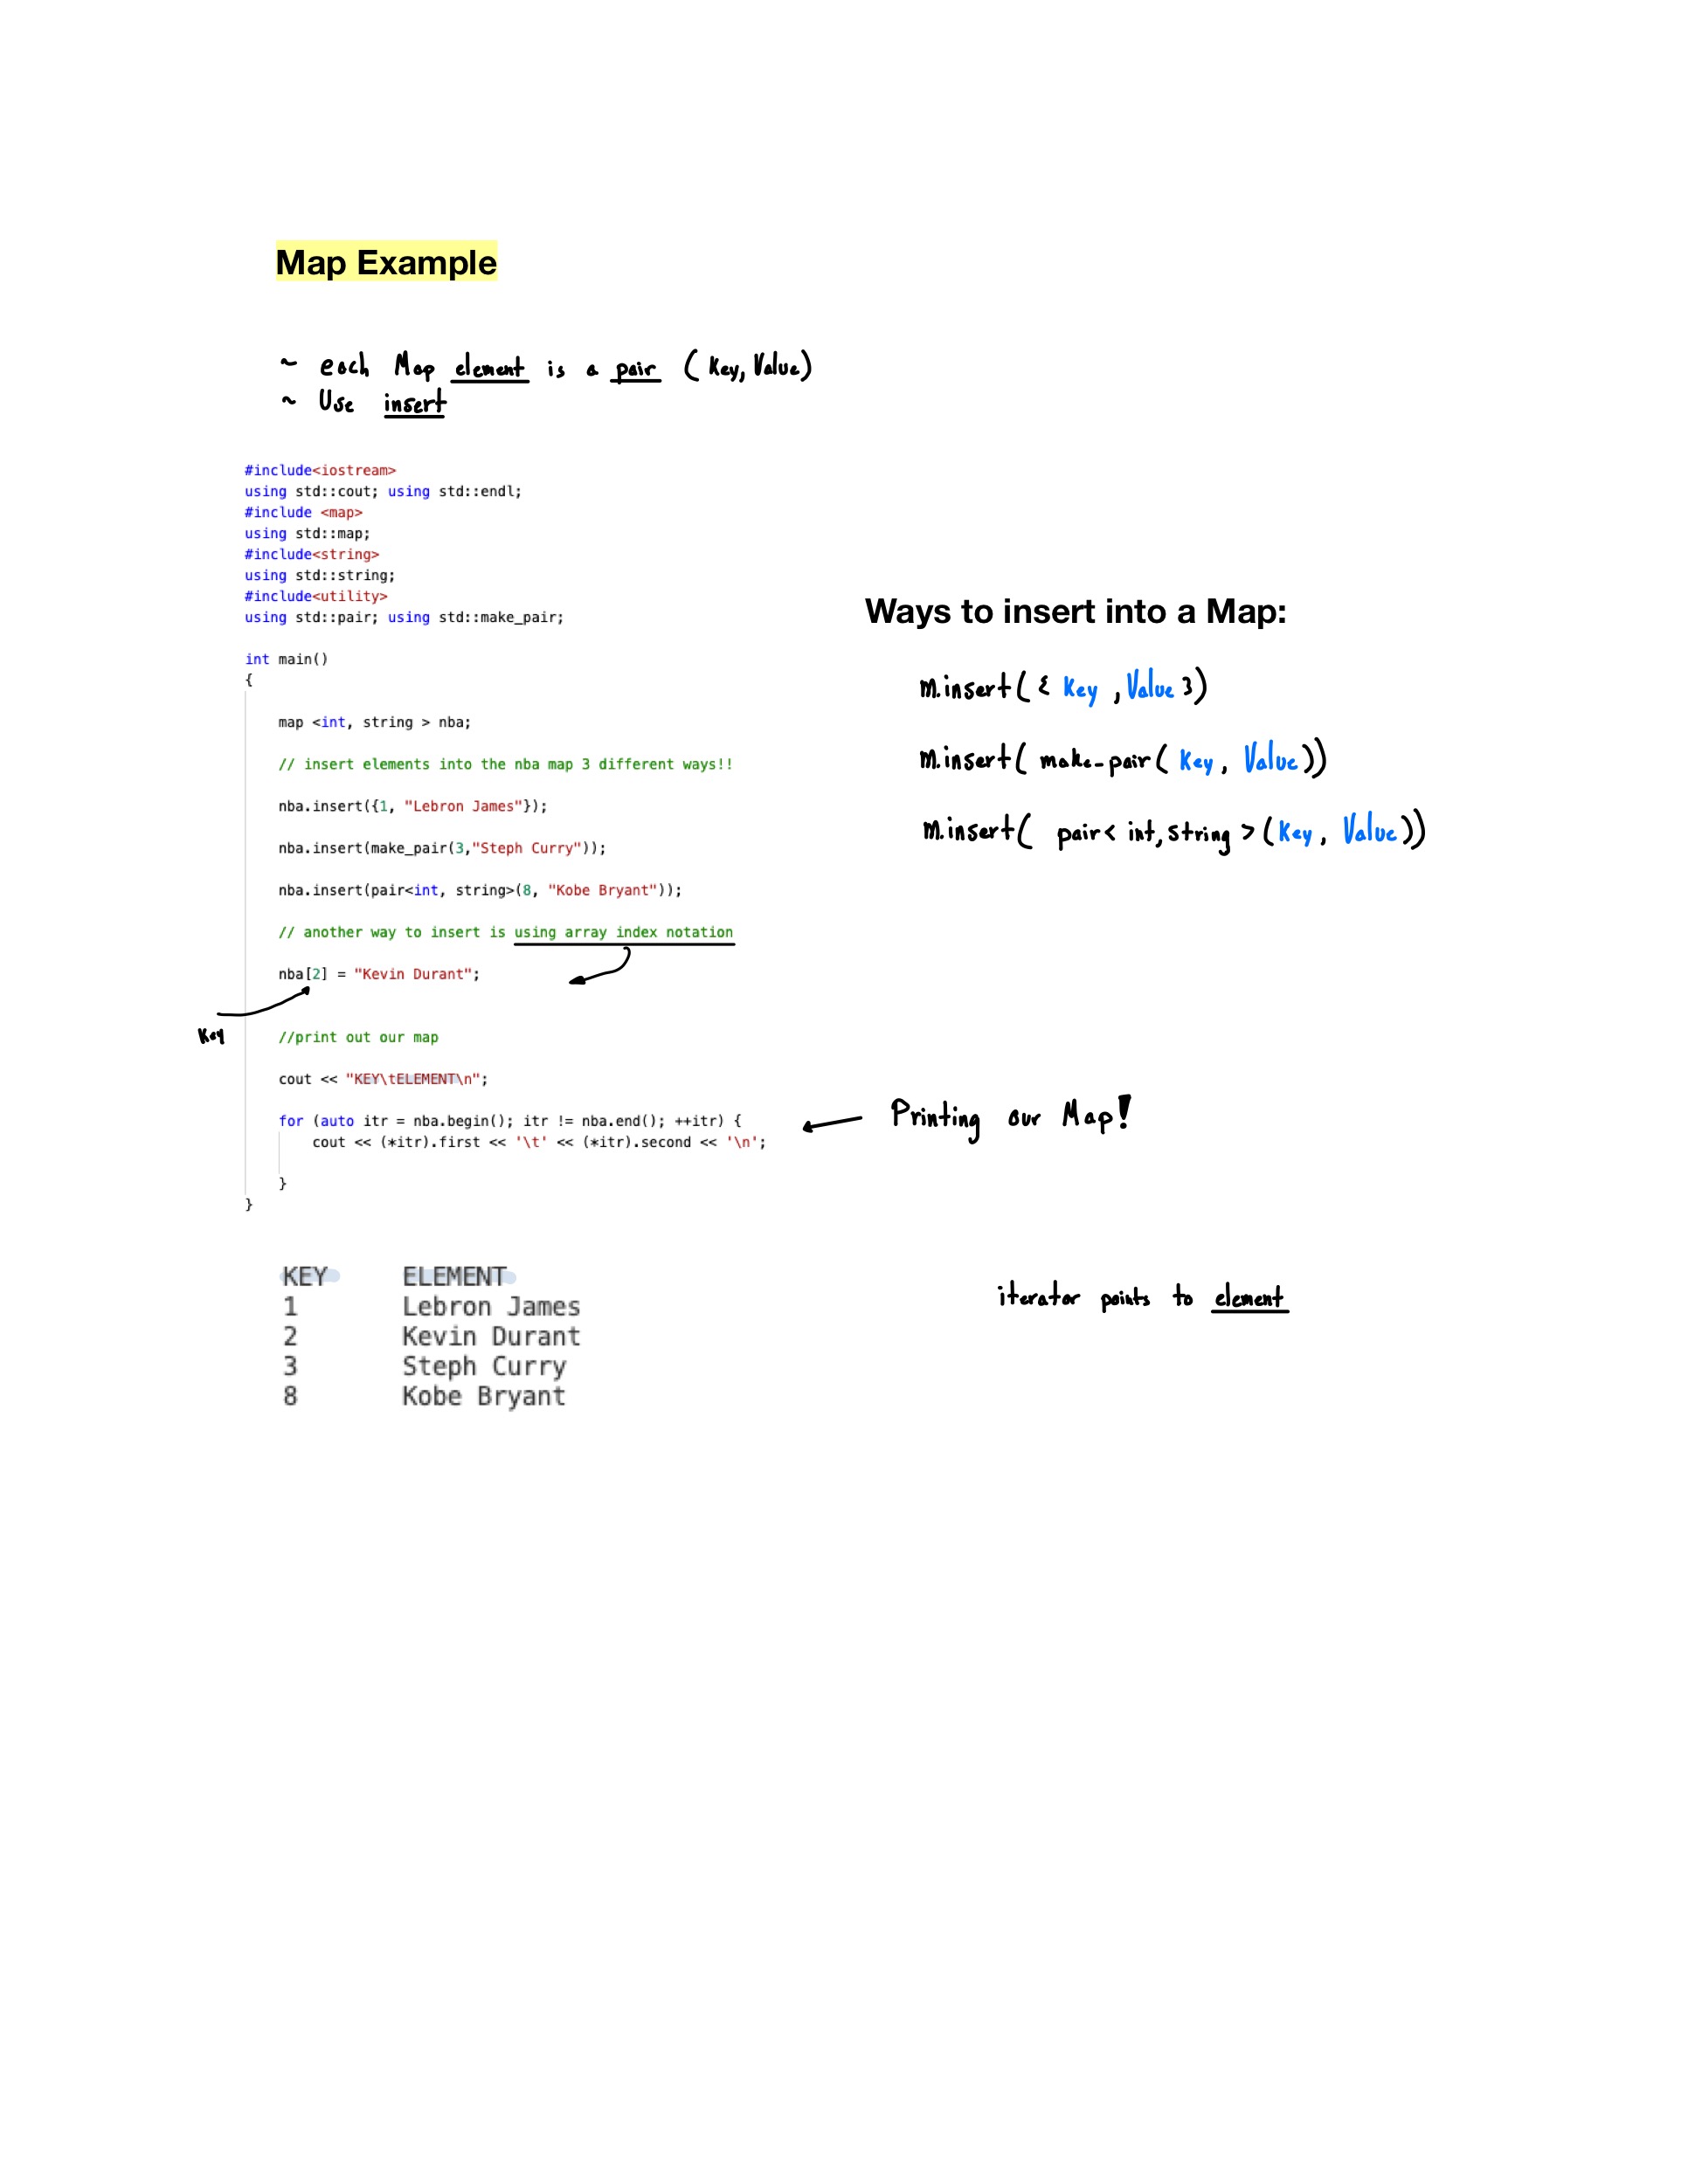 Map Example
~ each Map element is a pair (Key, Value)
~ Use insert
#include<iostream>
using std::cout; using std::endl;
#include <map>
using std::map;
#include<string>
using std::string;
#include<utility>
using std::pair; using std::make_pair;
int main()
{
map <int, string > nba;
// insert elements into the nba map 3 different ways!!
nba.insert({1, "Lebron James"});
nba.insert(make_pair(3,"Steph Curry"));
nba.insert(pair<int, string>(8, "Kobe Bryant"));
// another way to insert is using array index notation
nba[2] = "Kevin Durant";
Key
//print out our map
cout << "KEY\tELEMENT\n";
for (auto itr = nba.begin(); itr != nba.end(); ++itr) {
cout << (*itr).first << '\t' << (*itr).second << '\n';
}
}
Ways to insert into a Map:
m.insert({ Key , Value })
m.insert( make_pair( Key, Value))
m.insert( pair< int, string >(Key, Value))
Printing our Map!
KEY ELEMENT
1 Lebron James
2 Kevin Durant
3 Steph Curry
8 Kobe Bryant
iterator points to element